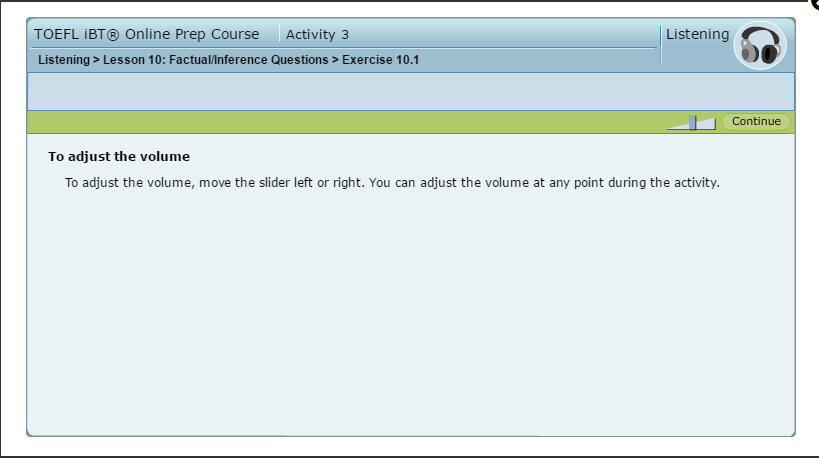 TOEFL iBT® Online Prep Course Activity 3 Listening
Listening > Lesson 10: Factual/Inference Questions > Exercise 10.1
Continue
To adjust the volume
To adjust the volume, move the slider left or right. You can adjust the volume at any point during the activity.